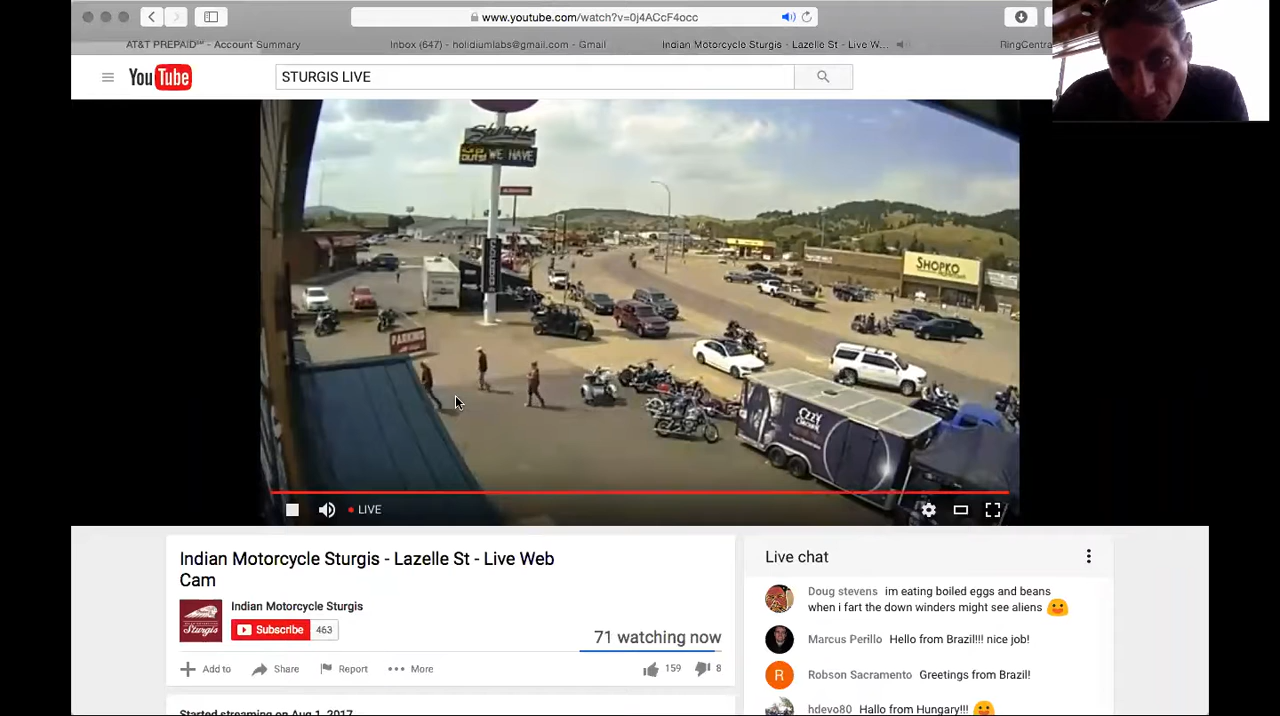 www.youtube.com/watch?v=0j4ACcF4occ
AT&T PREPAID℠ - Account Summary
Inbox (647) - holidiumlabs@gmail.com - Gmail
Indian Motorcycle Sturgis - Lazelle St - Live W...
RingCentra
YouTube
STURGIS LIVE
Sturgis
WE HAVE
SHOPKO
PARKING
OZZY
LIVE
Indian Motorcycle Sturgis - Lazelle St - Live Web
Cam
Indian Motorcycle Sturgis
Subscribe 463
71 watching now
Add to Share Report More 159 8
Started streaming on Aug 1, 2017
Live chat
Doug stevens im eating boiled eggs and beans
when i fart the down winders might see aliens
Marcus Perillo Hello from Brazil!!! nice job!
R Robson Sacramento Greetings from Brazil!
hdevo80 Hallo from Hungary!!!